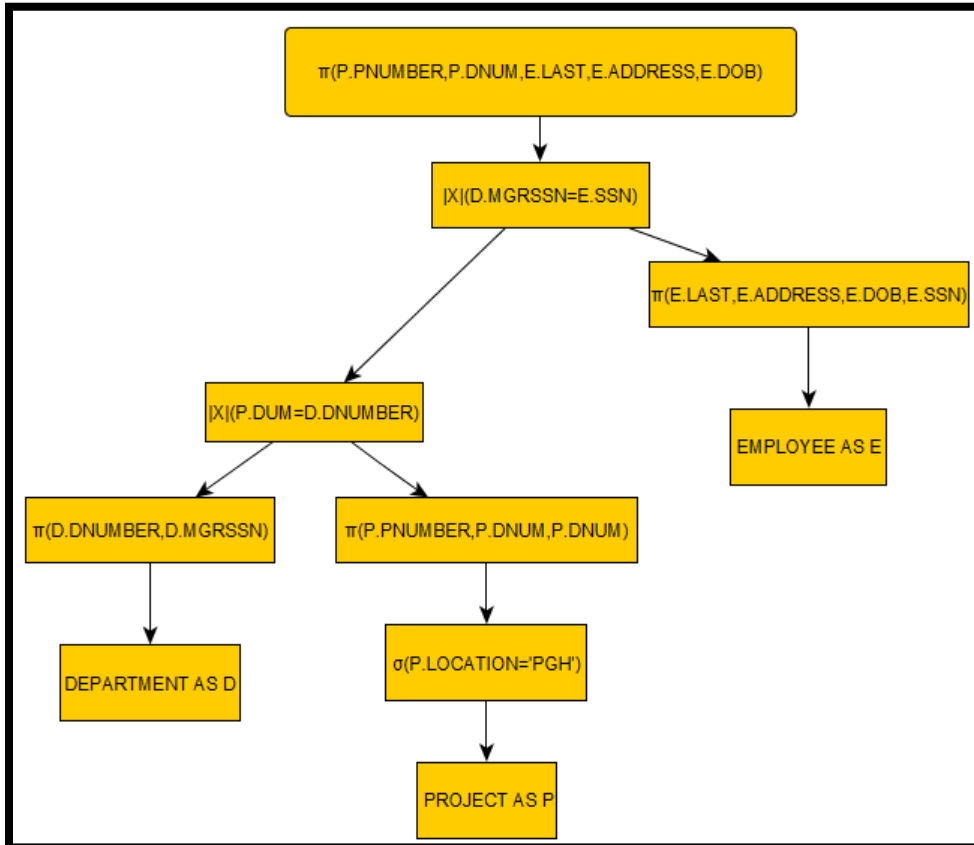 π(P.PNUMBER,P.DNUM,E.LAST,E.ADDRESS,E.DOB)
|X|(D.MGRSSN=E.SSN)
π(E.LAST,E.ADDRESS,E.DOB,E.SSN)
|X|(P.DUM=D.DNUMBER)
EMPLOYEE AS E
π(D.DNUMBER,D.MGRSSN)
π(P.PNUMBER,P.DNUM,P.DNUM)
σ(P.LOCATION='PGH')
DEPARTMENT AS D
PROJECT AS P